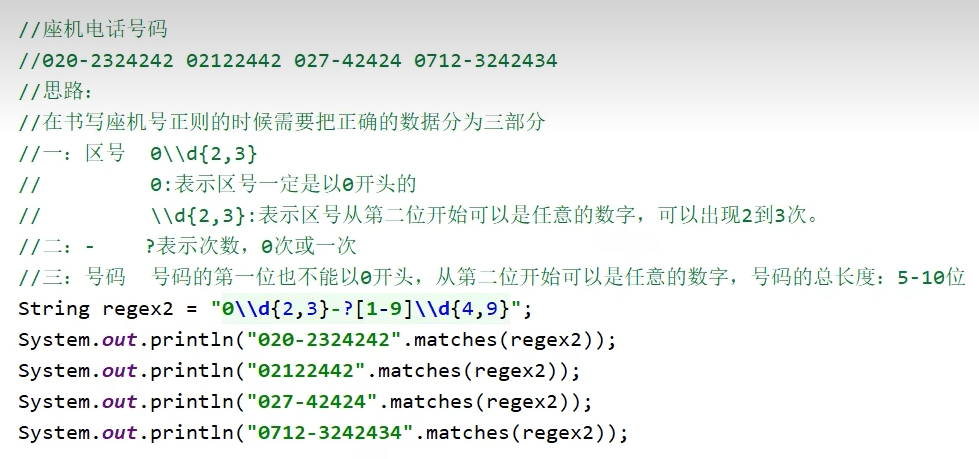 //座机电话号码
//020-2324242 02122442 027-42424 0712-3242434
//思路：
//在书写座机号正则的时候需要把正确的数据分为三部分
//一：区号  0\\d{2,3}
//         0:表示区号一定是以0开头的
//         \\d{2,3}:表示区号从第二位开始可以是任意的数字，可以出现2到3次。
//二：-    ?表示次数，0次或一次
//三：号码  号码的第一位也不能以0开头，从第二位开始可以是任意的数字，号码的总长度：5-10位
String regex2 = "0\\d{2,3}-?[1-9]\\d{4,9}";
System.out.println("020-2324242".matches(regex2));
System.out.println("02122442".matches(regex2));
System.out.println("027-42424".matches(regex2));
System.out.println("0712-3242434".matches(regex2));